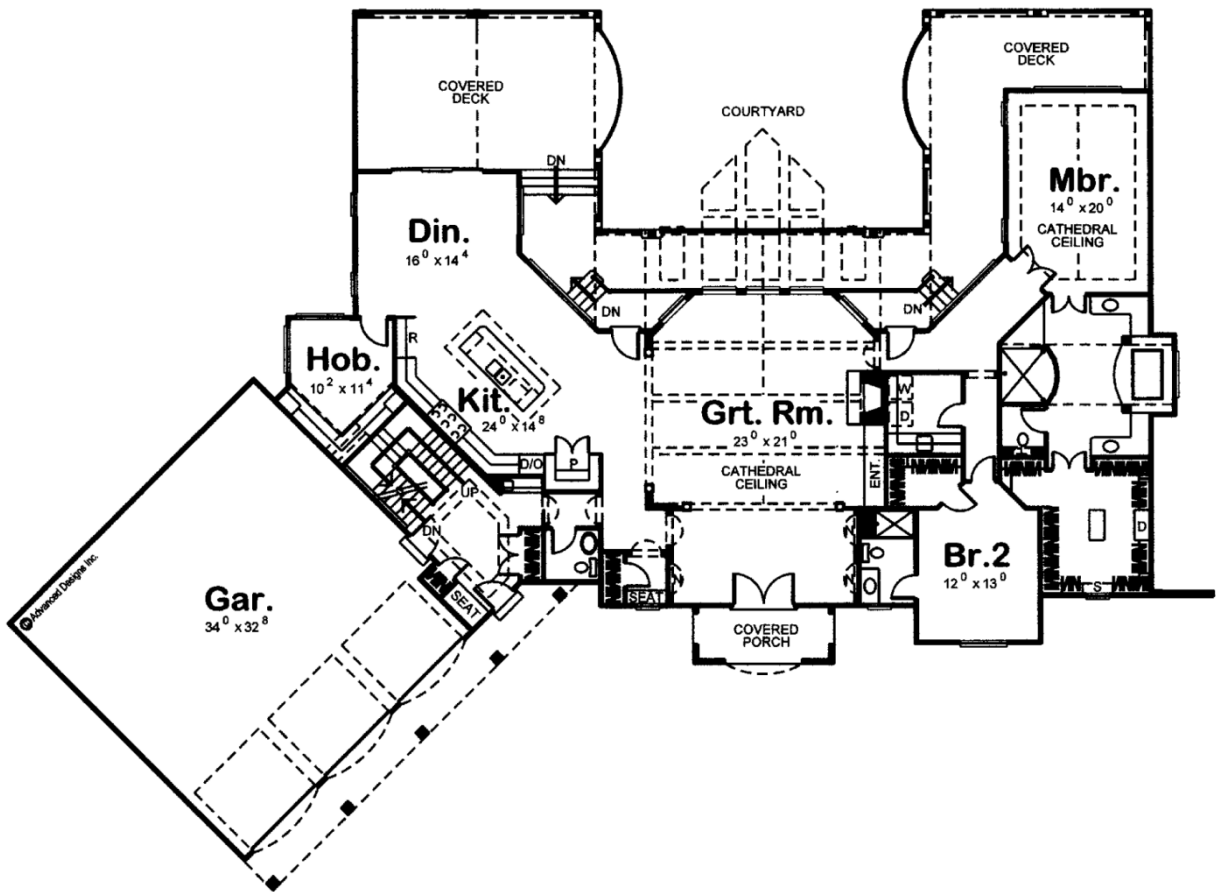 COVERED
DECK
COVERED
DECK
COURTYARD
DN
Mbr.
14⁰ x 20⁰
CATHEDRAL
CEILING
Din.
16⁰ x 14⁴
DN
DN
R
Hob.
10² x 11⁴
Kit.
24⁰ x 14⁸
Grt. Rm.
23⁰ x 21⁰
CATHEDRAL
CEILING
W
D
ENT.
D/O
P
UP
DN
SEAT
SEAT
Br.2
12⁰ x 13⁰
D
S
COVERED
PORCH
Gar.
34⁰ x 32⁸
©Advanced Designs Inc.